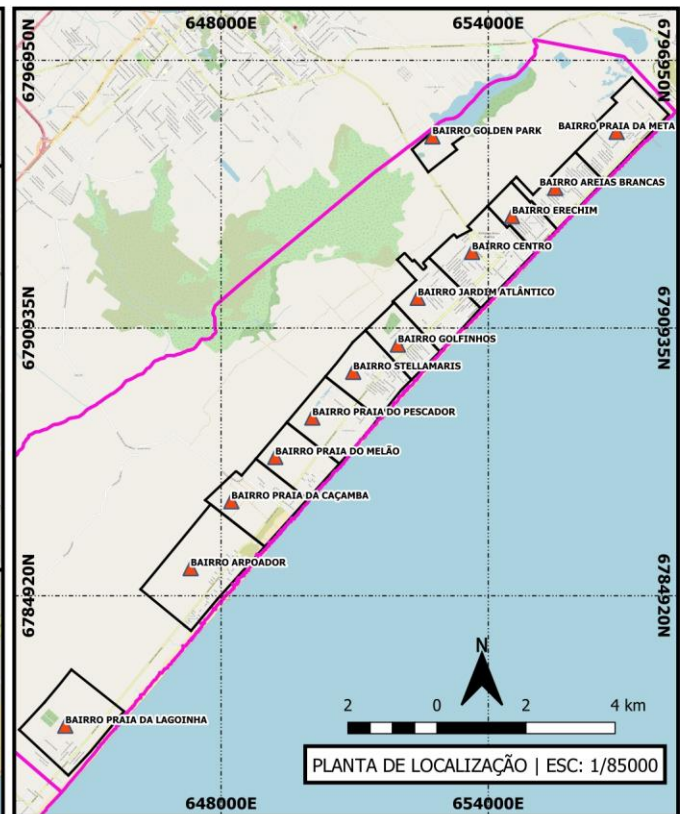 648000E
654000E
6796950N
6796950N
BAIRRO GOLDEN PARK
BAIRRO PRAIA DA META
BAIRRO AREIAS BRANCAS
BAIRRO ERECHIM
BAIRRO CENTRO
BAIRRO JARDIM ATLÂNTICO
6790935N
6790935N
BAIRRO GOLFINHOS
BAIRRO STELLAMARIS
BAIRRO PRAIA DO PESCADOR
BAIRRO PRAIA DO MELÃO
BAIRRO PRAIA DA CAÇAMBA
BAIRRO ARPOADOR
6784920N
6784920N
N
BAIRRO PRAIA DA LAGOINHA
2 0 2 4 km
PLANTA DE LOCALIZAÇÃO | ESC: 1/85000
648000E
654000E